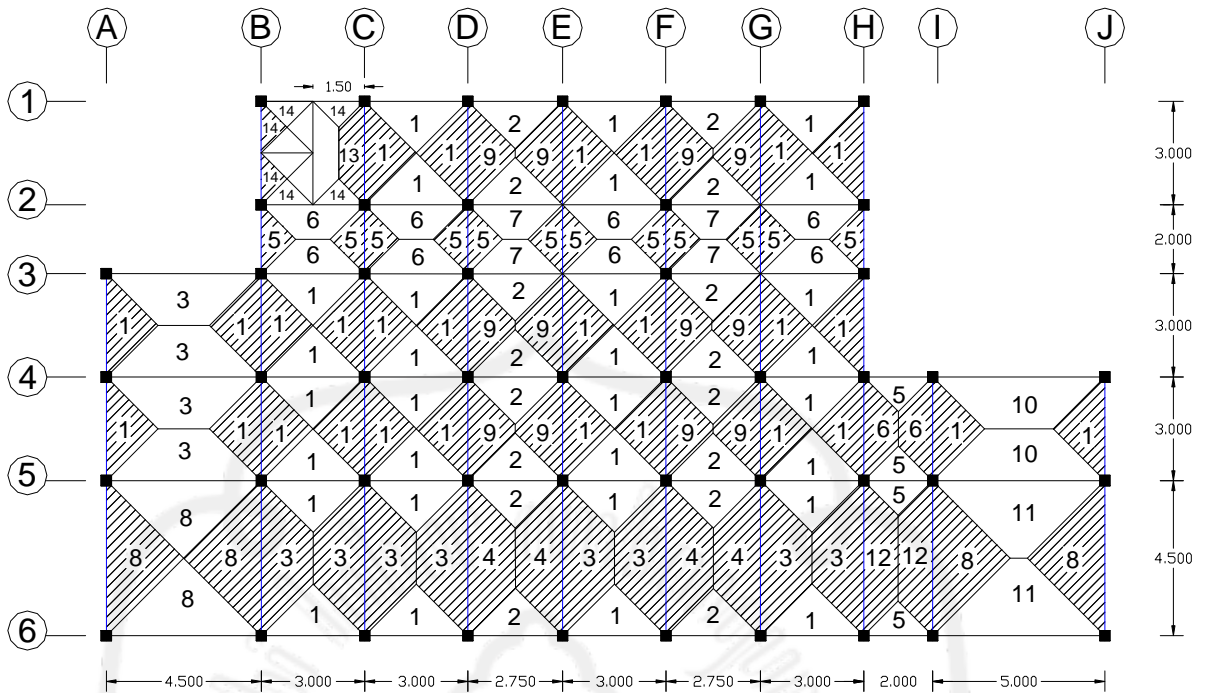 A B C D E F G H I J
1.50
1
14 14 1 2 1 2 1
14
13 1 1 9 9 1 1 9 9 1 1 3.000
14
14 14 1 2 1 2 1
2
6 6 7 6 7 6
5 5 5 5 5 5 5 5 5 5 5 5 2.000
6 6 7 6 7 6
3
3 1 1 2 1 2 1
1 1 1 1 1 1 9 9 1 1 9 9 1 1 3.000
3 1 1 2 1 2 1
4
3 1 1 2 1 2 1 5 10
1 1 1 1 1 1 9 9 1 1 9 9 1 1 6 6 1 1 3.000
3 1 1 2 1 2 1 5 10
5
8 1 1 2 1 2 1 5 11
8 8 3 3 3 3 4 4 3 3 4 4 3 3 12 12 8 8 4.500
8 1 1 2 1 2 1 5 11
6
4.500 3.000 3.000 2.750 3.000 2.750 3.000 2.000 5.000